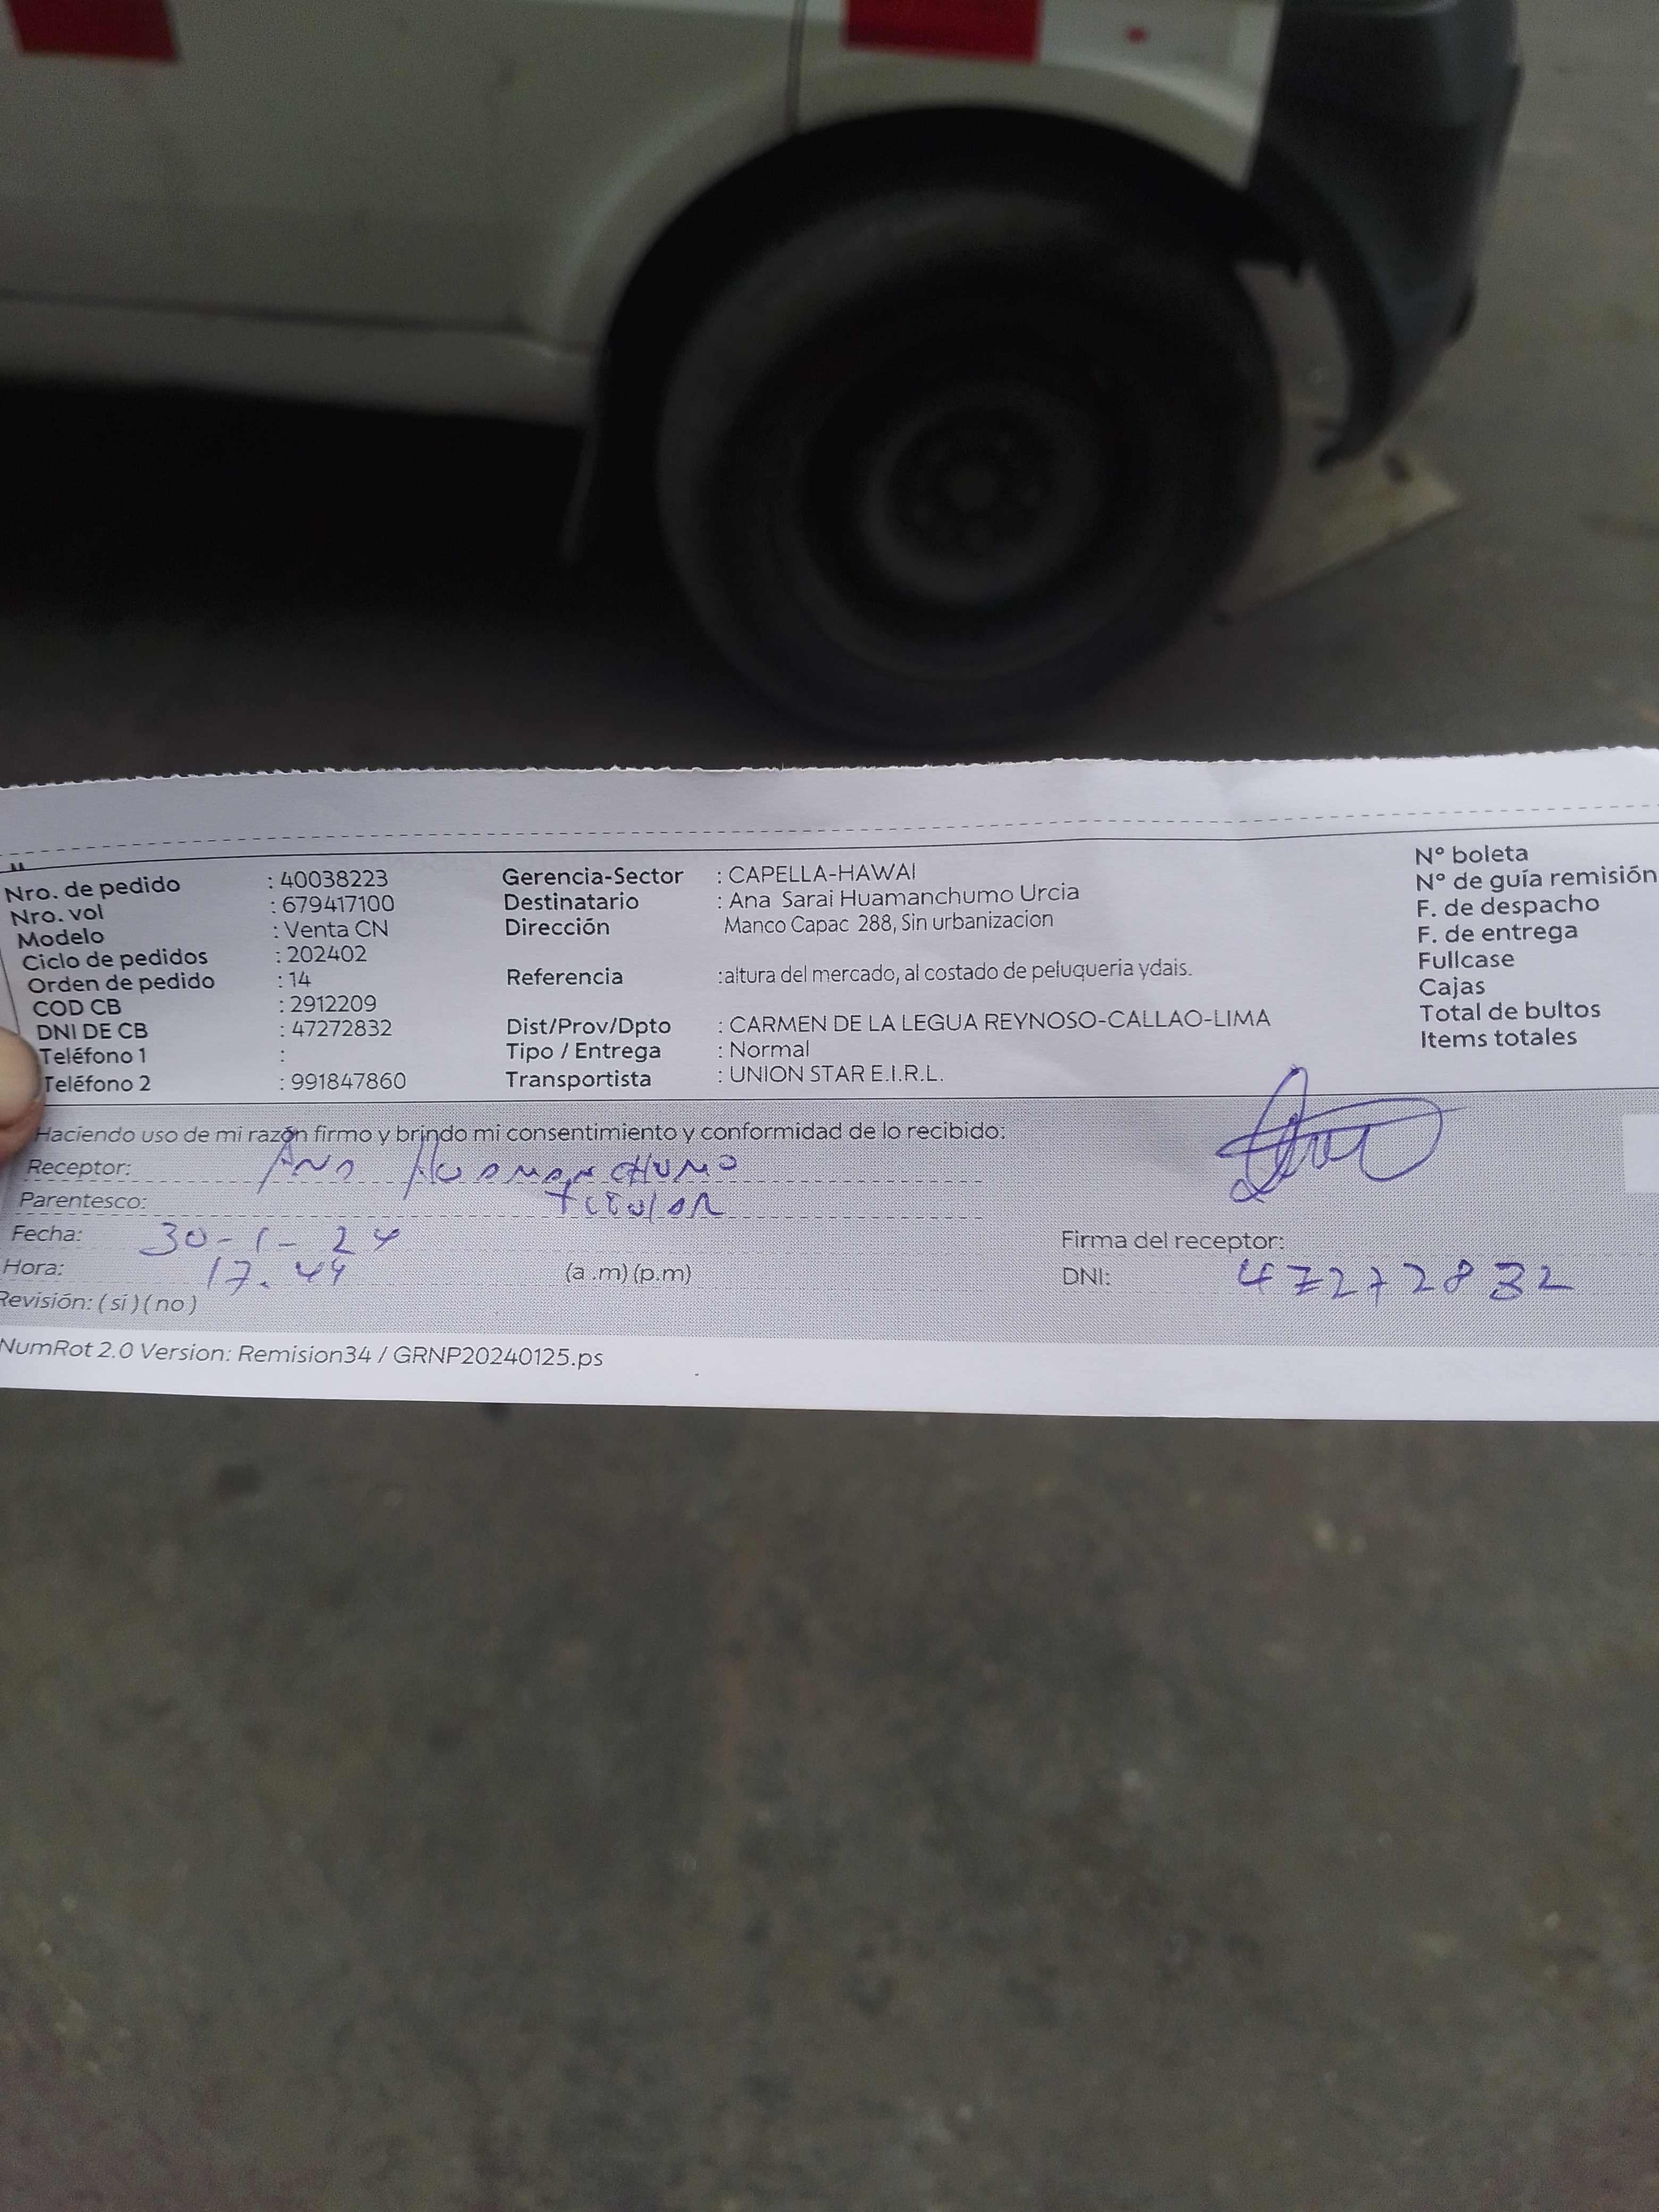 Nro. de pedido : 40038223 Gerencia-Sector : CAPELLA-HAWAI Nº boleta
Nro. vol : 679417100 Destinatario : Ana Sarai Huamanchumo Urcia Nº de guía remisión
Modelo : Venta CN Dirección Manco Capac 288, Sin urbanizacion F. de despacho
Ciclo de pedidos : 202402 F. de entrega
Orden de pedido : 14 Referencia :altura del mercado, al costado de peluqueria ydais. Fullcase
COD CB : 2912209 Cajas
DNI DE CB : 47272832 Dist/Prov/Dpto : CARMEN DE LA LEGUA REYNOSO-CALLAO-LIMA Total de bultos
Teléfono 1 : Tipo / Entrega : Normal Items totales
Teléfono 2 : 991847860 Transportista : UNION STAR E.I.R.L.
Haciendo uso de mi razón firmo y brindo mi consentimiento y conformidad de lo recibido:
Receptor: Ana Huamanchumo
Parentesco: titular
Fecha: 30-1-24 Firma del receptor:
Hora: 17.44 (a .m) (p.m) DNI: 47272832
Revisión: ( si ) ( no )
NumRot 2.0 Version: Remision34 / GRNP20240125.ps